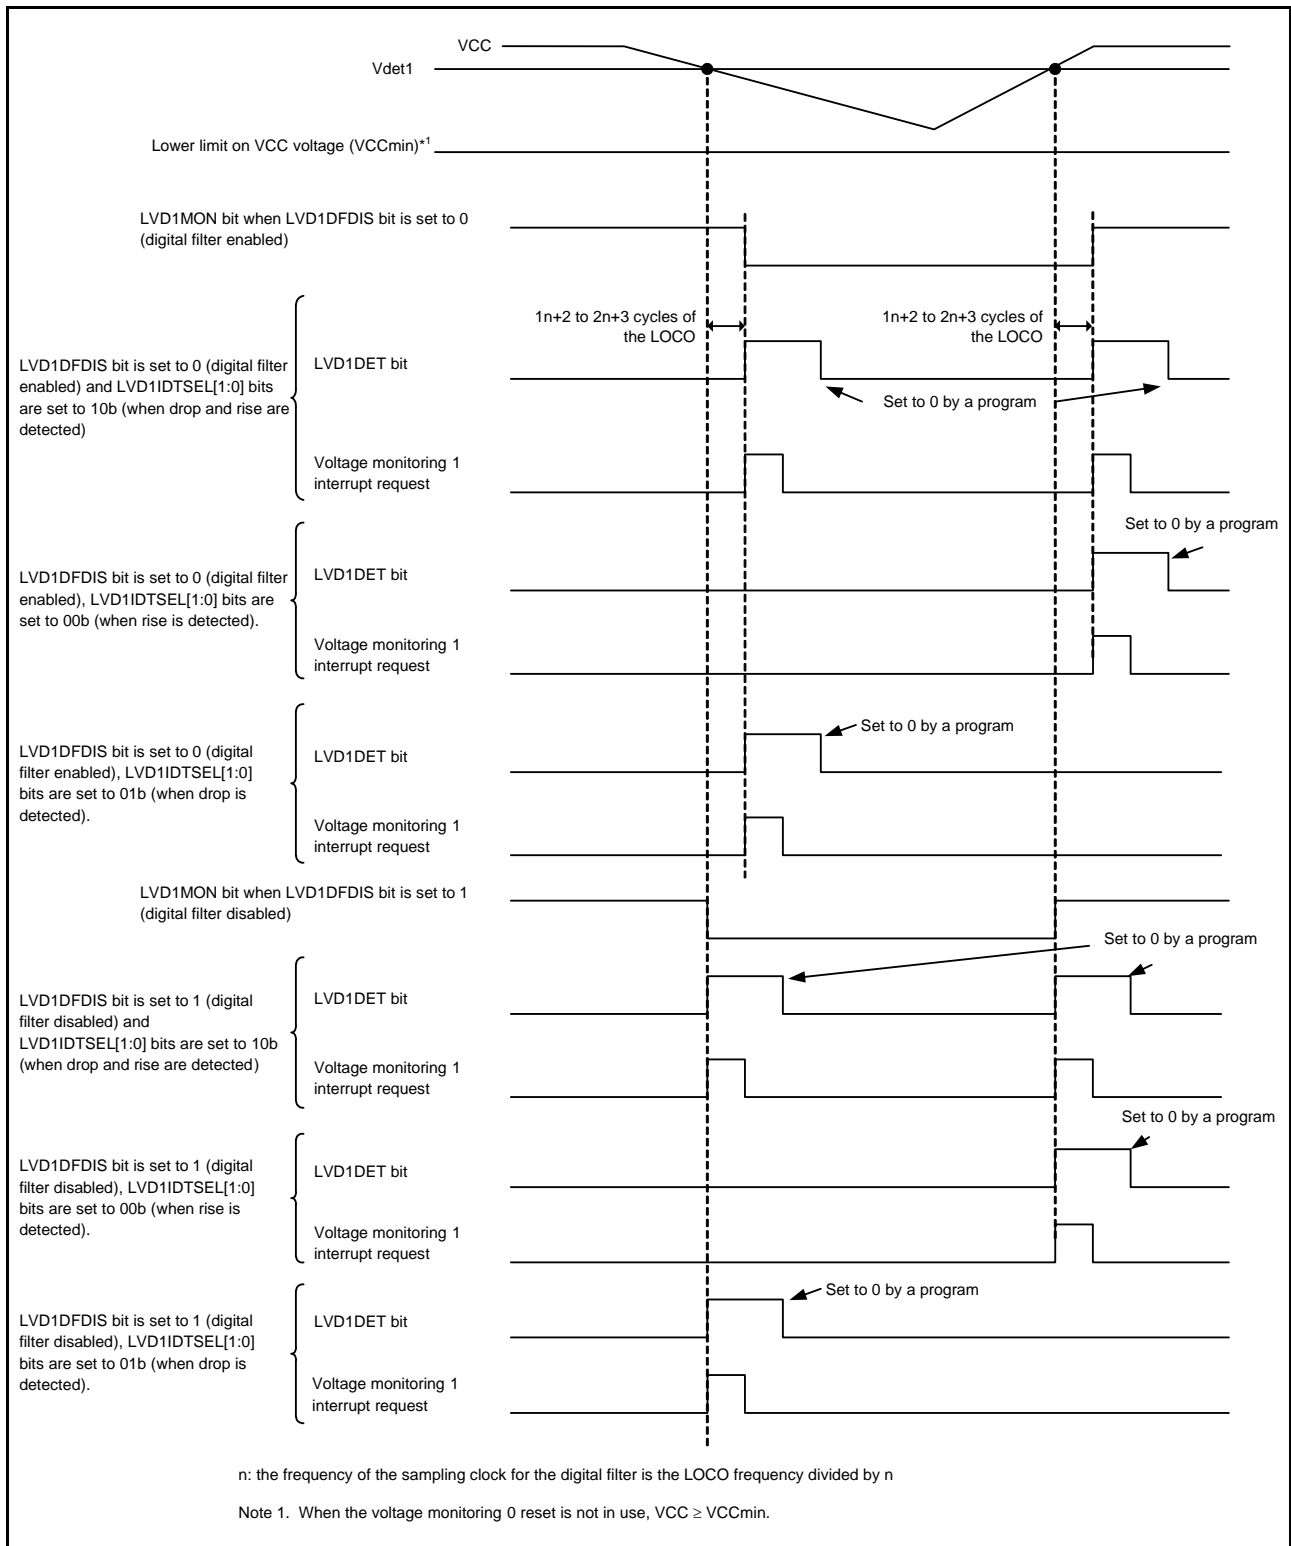 VCC
Vdet1
Lower limit on VCC voltage (VCCmin)*1
LVD1MON bit when LVD1DFDIS bit is set to 0
(digital filter enabled)
1n+2 to 2n+3 cycles of
the LOCO
1n+2 to 2n+3 cycles of
the LOCO
LVD1DFDIS bit is set to 0 (digital filter
enabled) and LVD1IDTSEL[1:0] bits
are set to 10b (when drop and rise are
detected)
LVD1DET bit
Set to 0 by a program
Voltage monitoring 1
interrupt request
Set to 0 by a program
LVD1DFDIS bit is set to 0 (digital filter
enabled), LVD1IDTSEL[1:0] bits are
set to 00b (when rise is detected).
LVD1DET bit
Voltage monitoring 1
interrupt request
Set to 0 by a program
LVD1DFDIS bit is set to 0 (digital
filter enabled), LVD1IDTSEL[1:0]
bits are set to 01b (when drop is
detected).
LVD1DET bit
Voltage monitoring 1
interrupt request
LVD1MON bit when LVD1DFDIS bit is set to 1
(digital filter disabled)
Set to 0 by a program
LVD1DFDIS bit is set to 1 (digital
filter disabled) and
LVD1IDTSEL[1:0] bits are set to 10b
(when drop and rise are detected)
LVD1DET bit
Voltage monitoring 1
interrupt request
Set to 0 by a program
LVD1DFDIS bit is set to 1 (digital
filter disabled), LVD1IDTSEL[1:0]
bits are set to 00b (when rise is
detected).
LVD1DET bit
Voltage monitoring 1
interrupt request
Set to 0 by a program
LVD1DFDIS bit is set to 1 (digital
filter disabled), LVD1IDTSEL[1:0]
bits are set to 01b (when drop is
detected).
LVD1DET bit
Voltage monitoring 1
interrupt request
n: the frequency of the sampling clock for the digital filter is the LOCO frequency divided by n
Note 1. When the voltage monitoring 0 reset is not in use, VCC ≥ VCCmin.